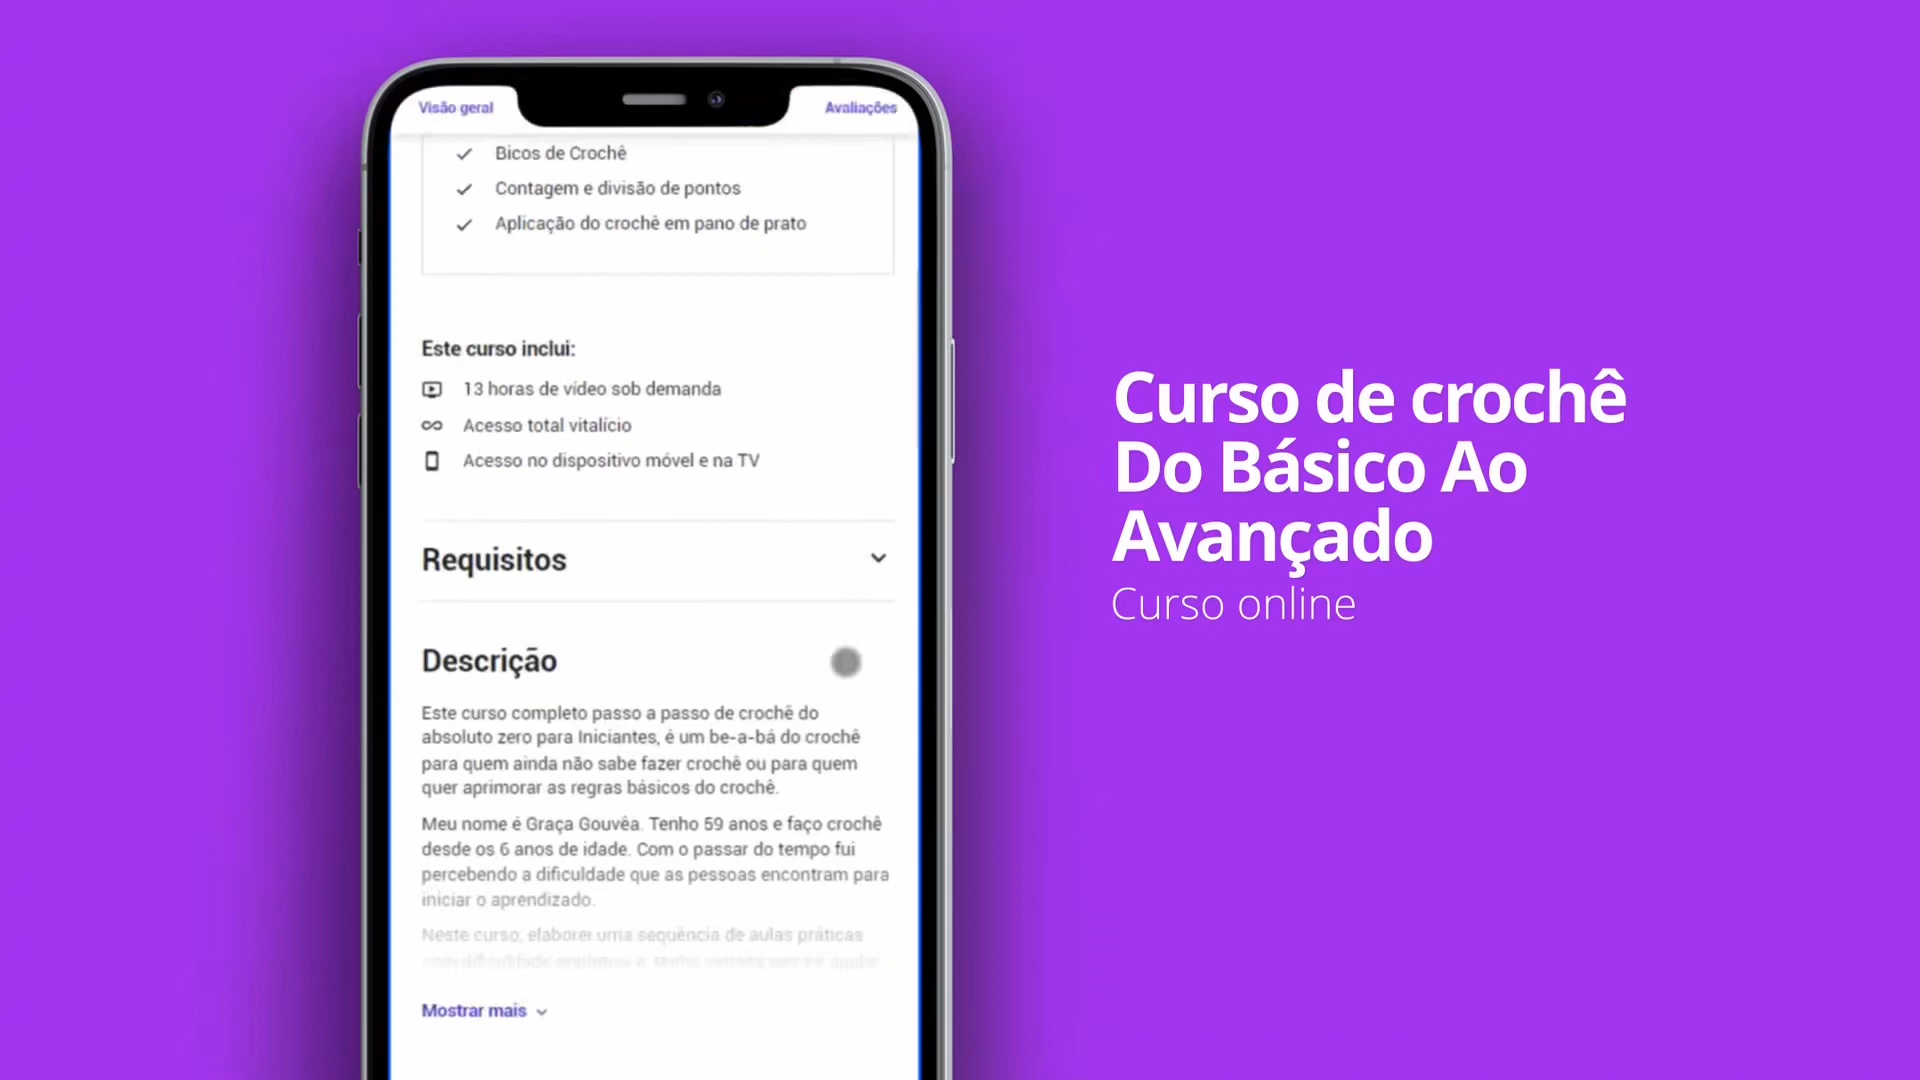 Visão geral
Avaliações
Bicos de Crochê
Contagem e divisão de pontos
Aplicação do crochê em pano de prato
Este curso inclui:
13 horas de vídeo sob demanda
Acesso total vitalício
Acesso no dispositivo móvel e na TV
Requisitos
Descrição
Este curso completo passo a passo de crochê do
absoluto zero para Iniciantes, é um be-a-bá do crochê
para quem ainda não sabe fazer crochê ou para quem
quer aprimorar as regras básicos do crochê.
Meu nome é Graça Gouvêa. Tenho 59 anos e faço crochê
desde os 6 anos de idade. Com o passar do tempo fui
percebendo a dificuldade que as pessoas encontram para
iniciar o aprendizado.
Neste curso, elaborei uma sequência de aulas práticas
Mostrar mais
Curso de crochê
Do Básico Ao
Avançado
Curso online